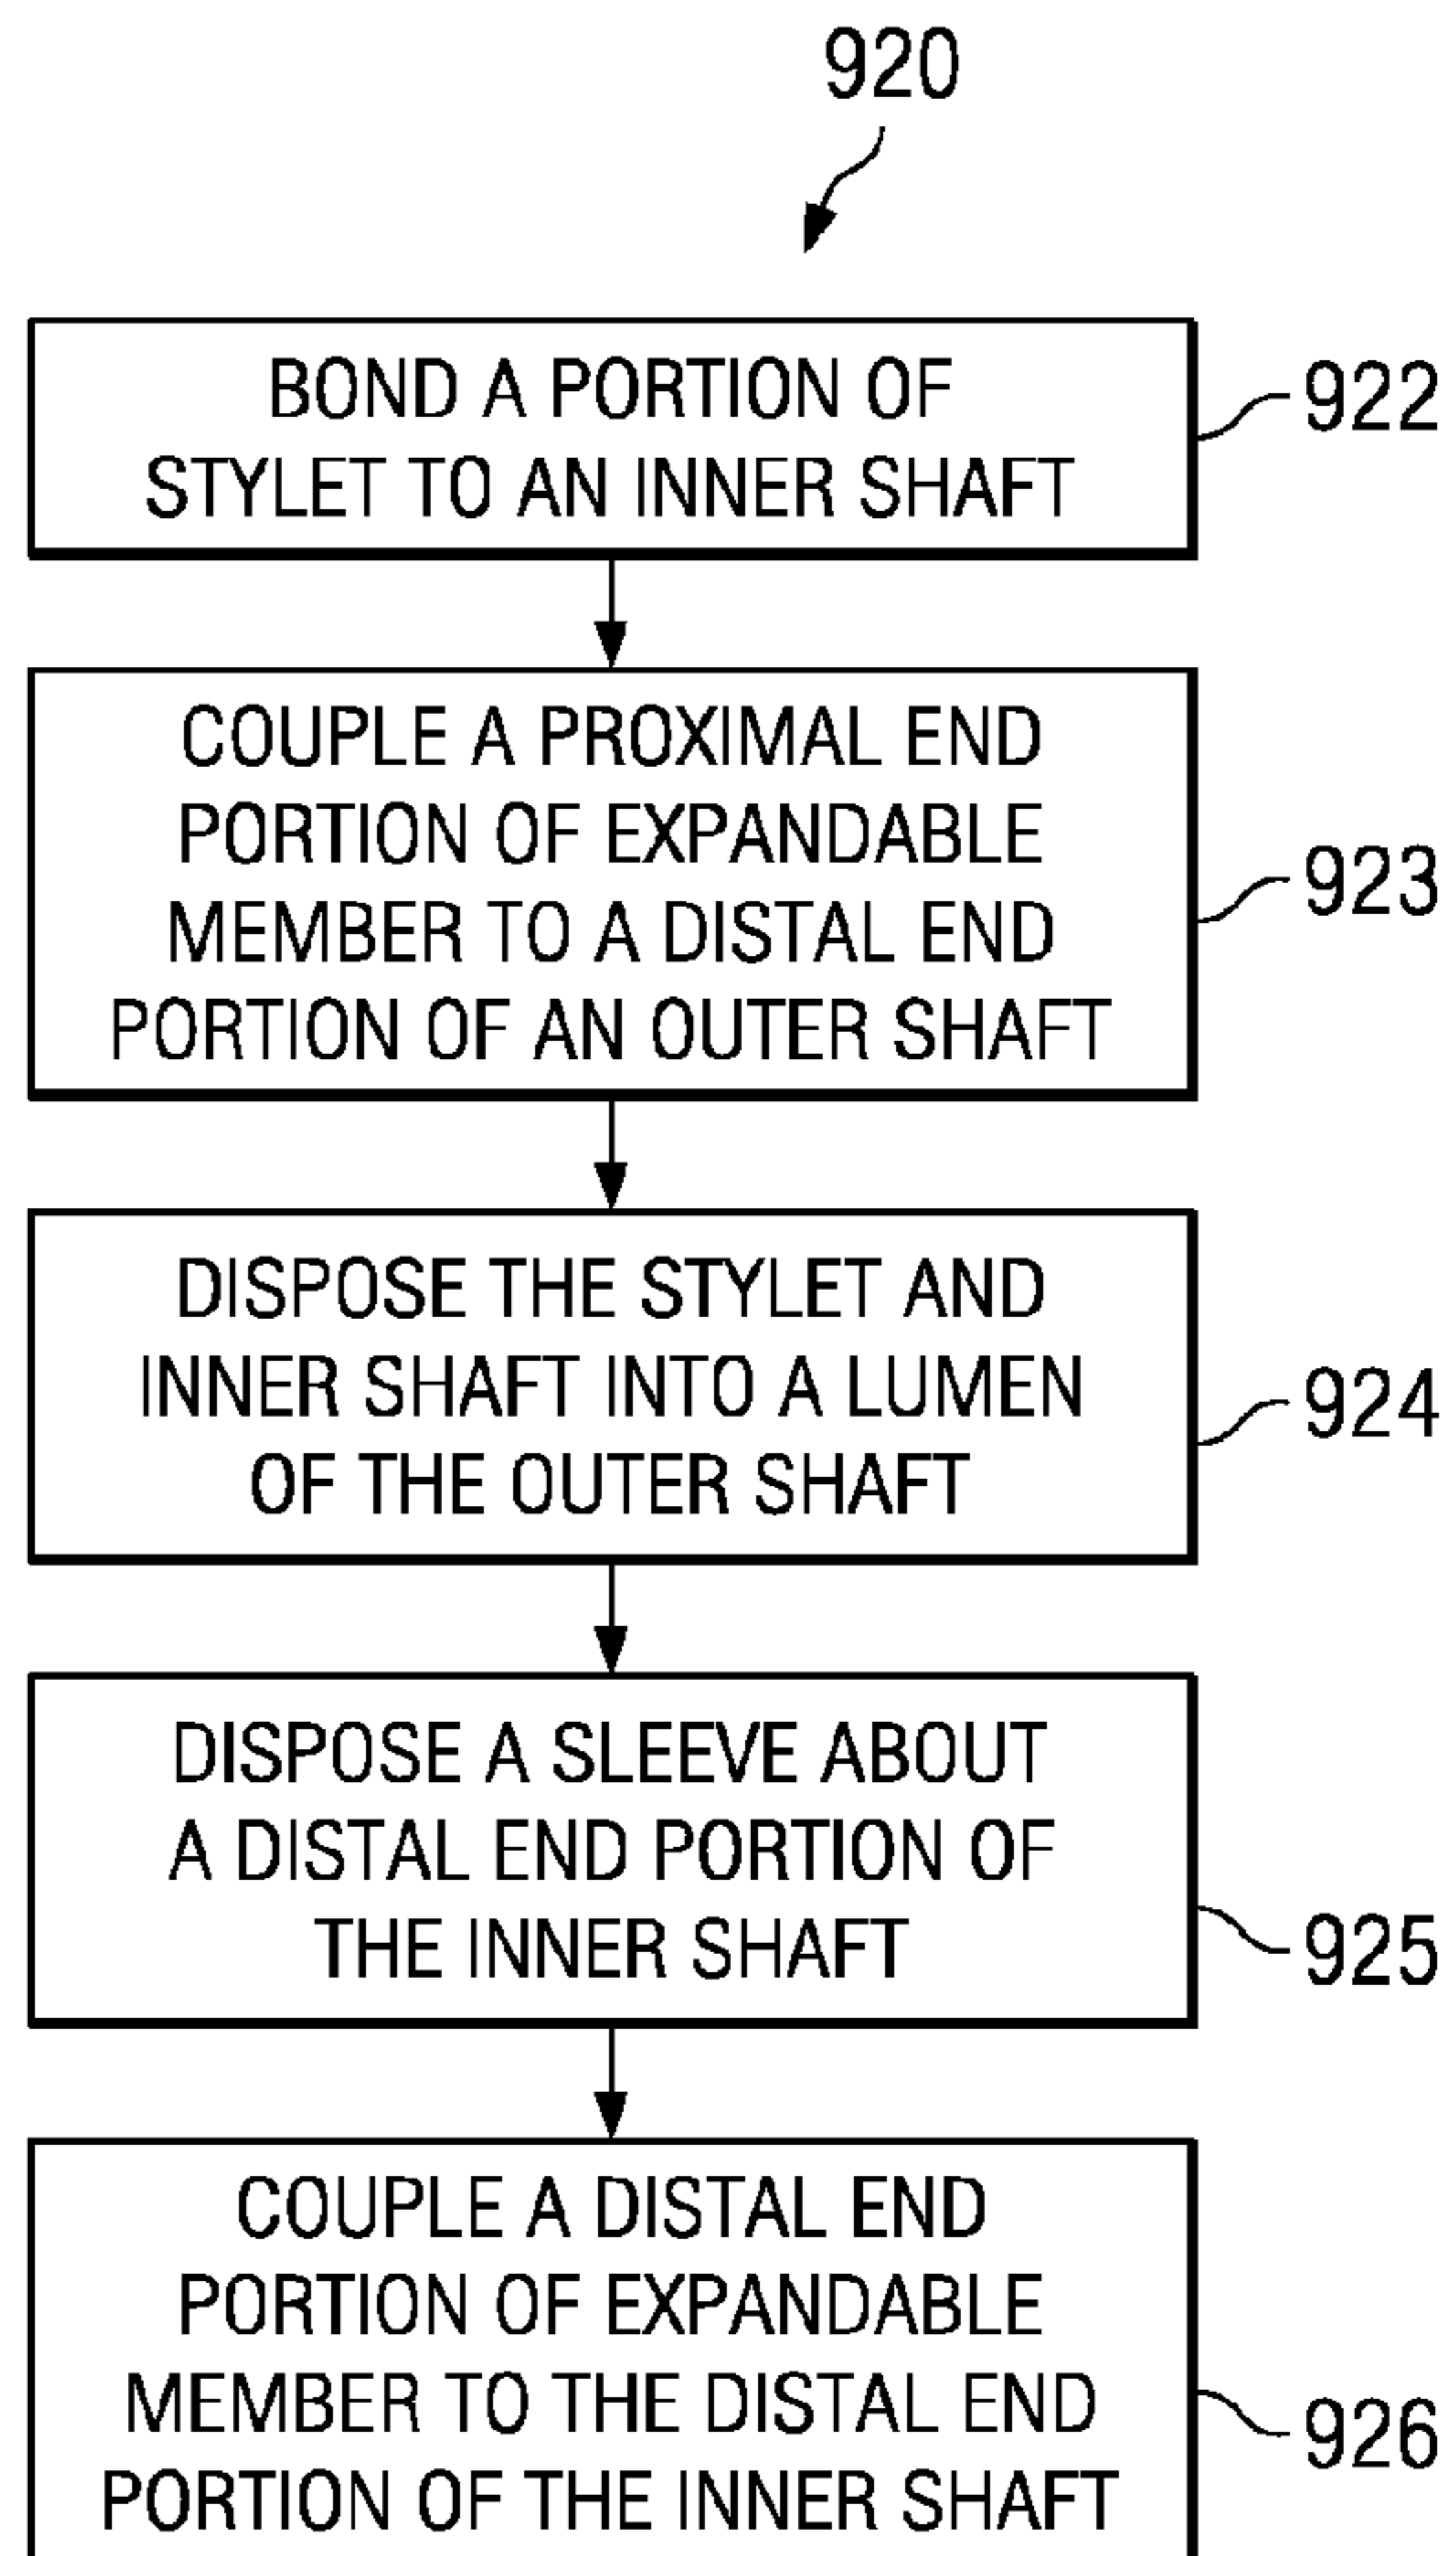 920
BOND A PORTION OF
STYLET TO AN INNER SHAFT
922
COUPLE A PROXIMAL END
PORTION OF EXPANDABLE
MEMBER TO A DISTAL END
PORTION OF AN OUTER SHAFT
923
DISPOSE THE STYLET AND
INNER SHAFT INTO A LUMEN
OF THE OUTER SHAFT
924
DISPOSE A SLEEVE ABOUT
A DISTAL END PORTION OF
THE INNER SHAFT
925
COUPLE A DISTAL END
PORTION OF EXPANDABLE
MEMBER TO THE DISTAL END
PORTION OF THE INNER SHAFT
926